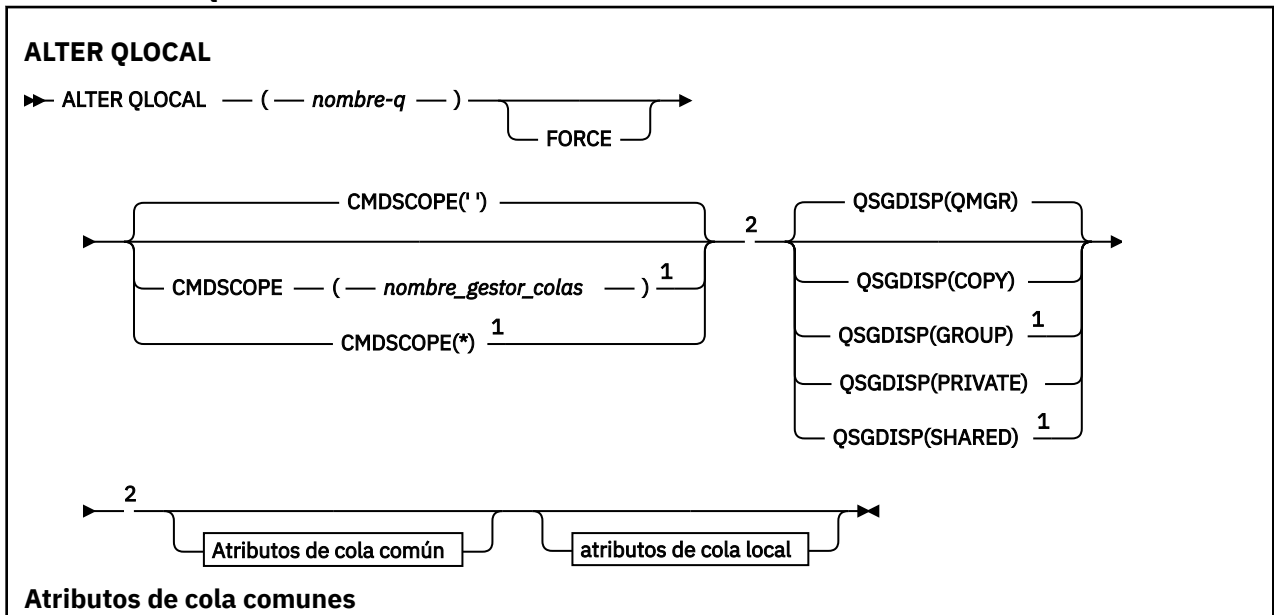 ALTER QLOCAL
ALTER QLOCAL ( nombre-q )
FORCE
CMDSCOPE(' ')
CMDSCOPE ( nombre_gestor_colas ) 1
CMDSCOPE(*) 1
2
QSGDISP(QMGR)
QSGDISP(COPY)
QSGDISP(GROUP) 1
QSGDISP(PRIVATE)
QSGDISP(SHARED) 1
2
Atributos de cola común
atributos de cola local
Atributos de cola comunes